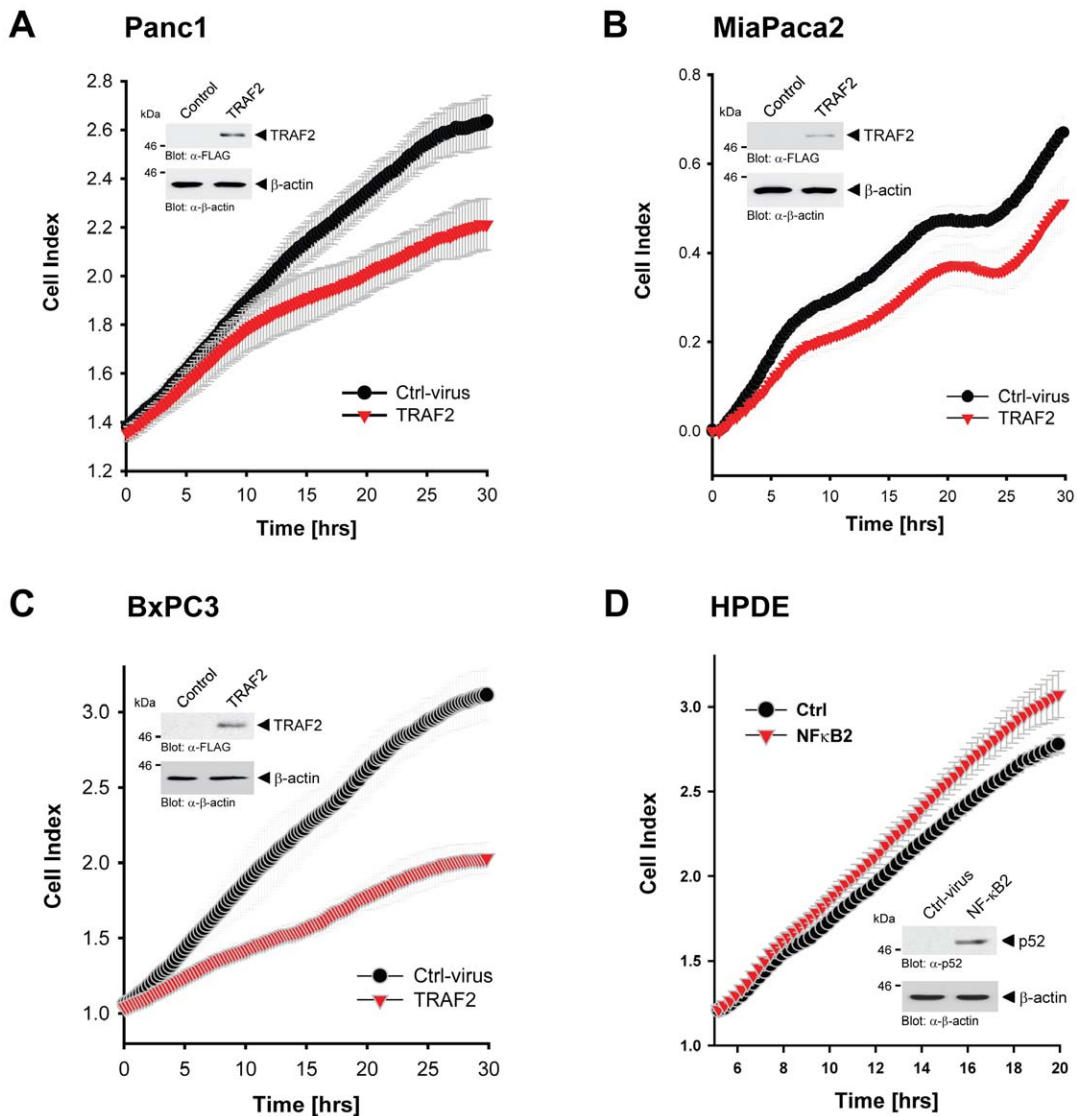 A Panc1
2.8
2.6
2.4
2.2
2.0
1.8
1.6
1.4
1.2
Cell Index
kDa Control TRAF2
46 TRAF2
Blot: α-FLAG
46
β-actin
Blot: α-β-actin
Ctrl-virus
TRAF2
0 5 10 15 20 25 30
Time [hrs]
B MiaPaca2
0.8
0.6
0.4
0.2
0.0
Cell Index
kDa Control TRAF2
46 TRAF2
Blot: α-FLAG
46
β-actin
Blot: α-β-actin
Ctrl-virus
TRAF2
0 5 10 15 20 25 30
Time [hrs]
C BxPC3
3.0
2.5
2.0
1.5
1.0
Cell Index
kDa Control TRAF2
46 TRAF2
Blot: α-FLAG
46
β-actin
Blot: α-β-actin
Ctrl-virus
TRAF2
0 5 10 15 20 25 30
Time [hrs]
D HPDE
3.0
2.5
2.0
1.5
1.0
Cell Index
Ctrl
NFκB2
kDa Ctrl-virus NF-κB2
46 p52
Blot: α-p52
46
β-actin
Blot: α-β-actin
6 8 10 12 14 16 18 20
Time [hrs]